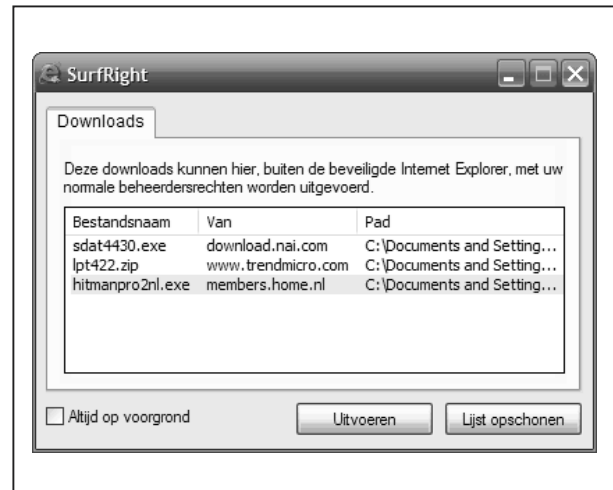 SurfRight
Downloads
Deze downloads kunnen hier, buiten de beveiligde Internet Explorer, met uw
normale beheerdersrechten worden uitgevoerd.
Bestandsnaam Van Pad
sdat4430.exe download.nai.com C:\Documents and Setting...
lpt422.zip www.trendmicro.com C:\Documents and Setting...
hitmanpro2nl.exe members.home.nl C:\Documents and Setting...
Altijd op voorgrond Uitvoeren Lijst opschonen